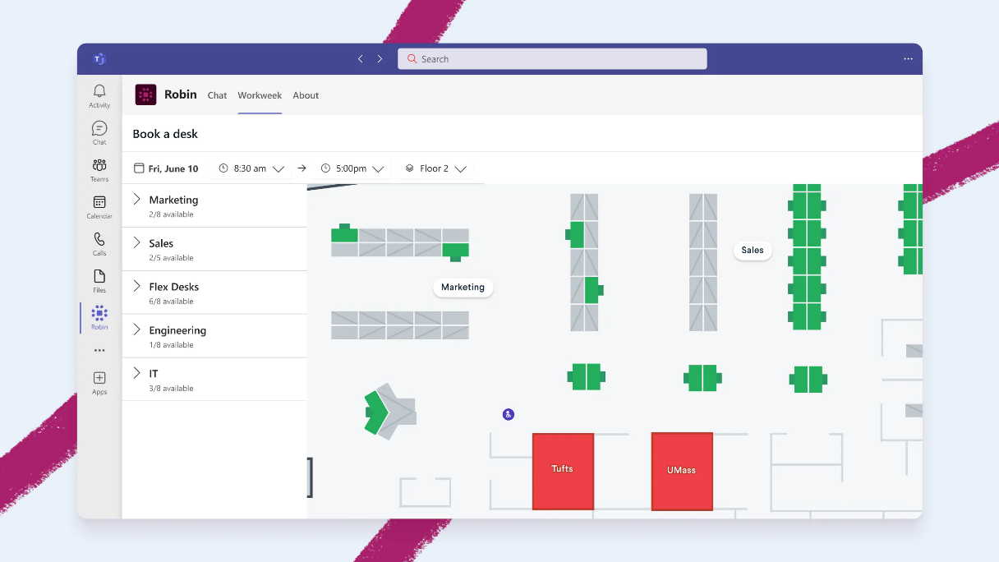 Search
Activity
Chat
Teams
Calendar
Calls
Files
Robin
Apps
Robin Chat Workweek About
Book a desk
Fri, June 10 8:30 am → 5:00pm Floor 2
Marketing
2/8 available
Sales
2/5 available
Flex Desks
6/8 available
Engineering
1/8 available
IT
3/8 available
Sales
Marketing
Tufts
UMass